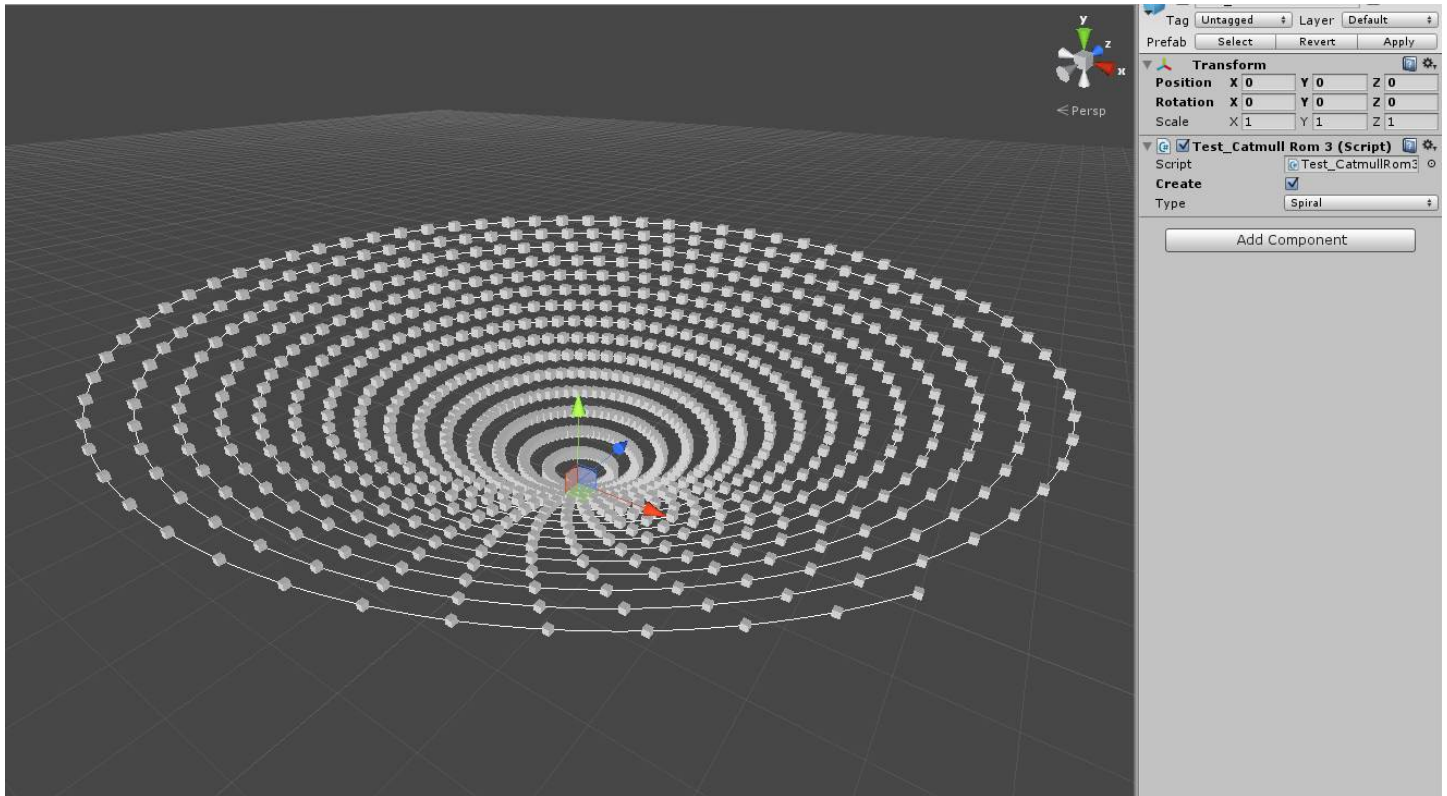 y
z
x
Persp
Tag Untagged Layer Default
Prefab Select Revert Apply
Transform
Position X 0 Y 0 Z 0
Rotation X 0 Y 0 Z 0
Scale X 1 Y 1 Z 1
Test_Catmull Rom 3 (Script)
Script Test_CatmullRom3
Create
Type Spiral
Add Component